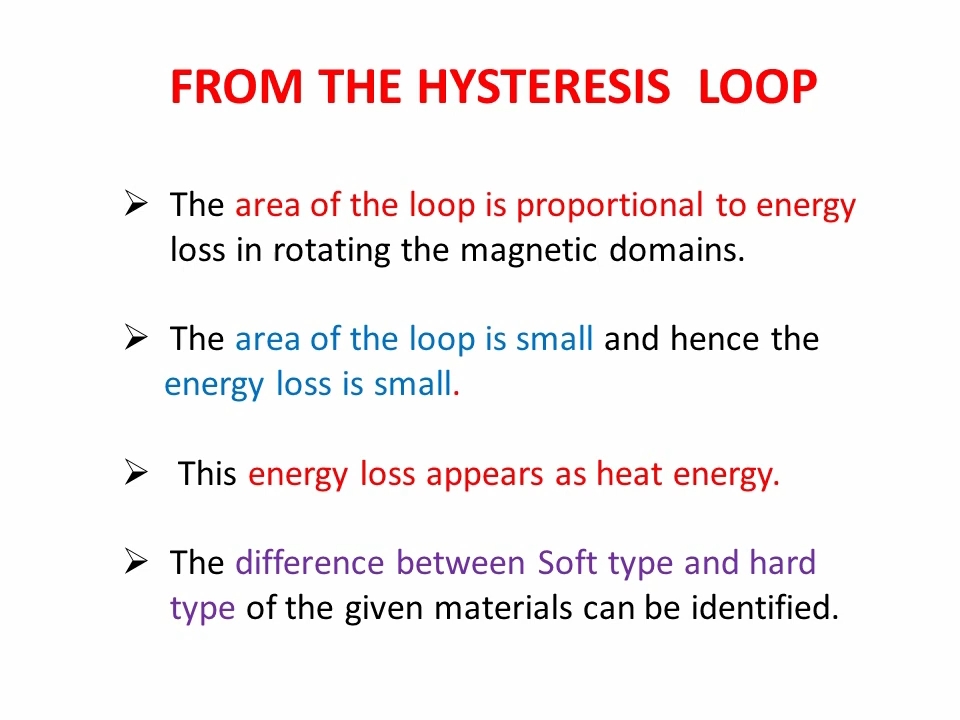 FROM THE HYSTERESIS LOOP
➢ The area of the loop is proportional to energy
loss in rotating the magnetic domains.
➢ The area of the loop is small and hence the
energy loss is small.
➢ This energy loss appears as heat energy.
➢ The difference between Soft type and hard
type of the given materials can be identified.